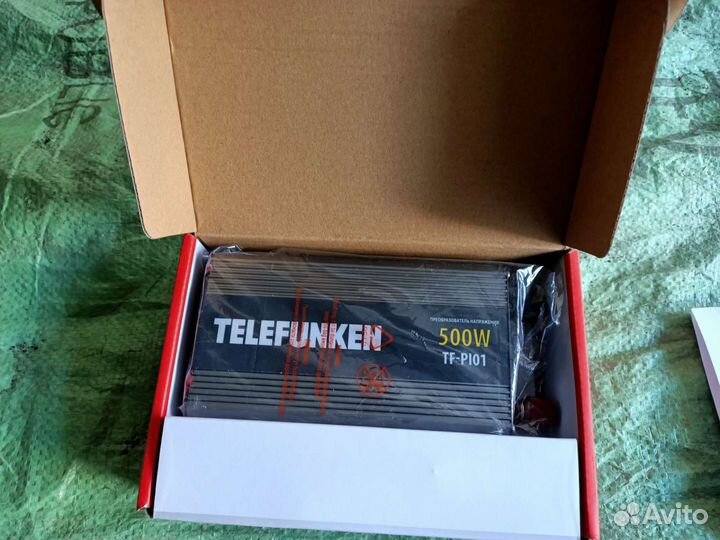 TELEFUNKEN
ПРЕОБРАЗОВАТЕЛЬ НАПРЯЖЕНИЯ
500W
TF-PI01
Avito